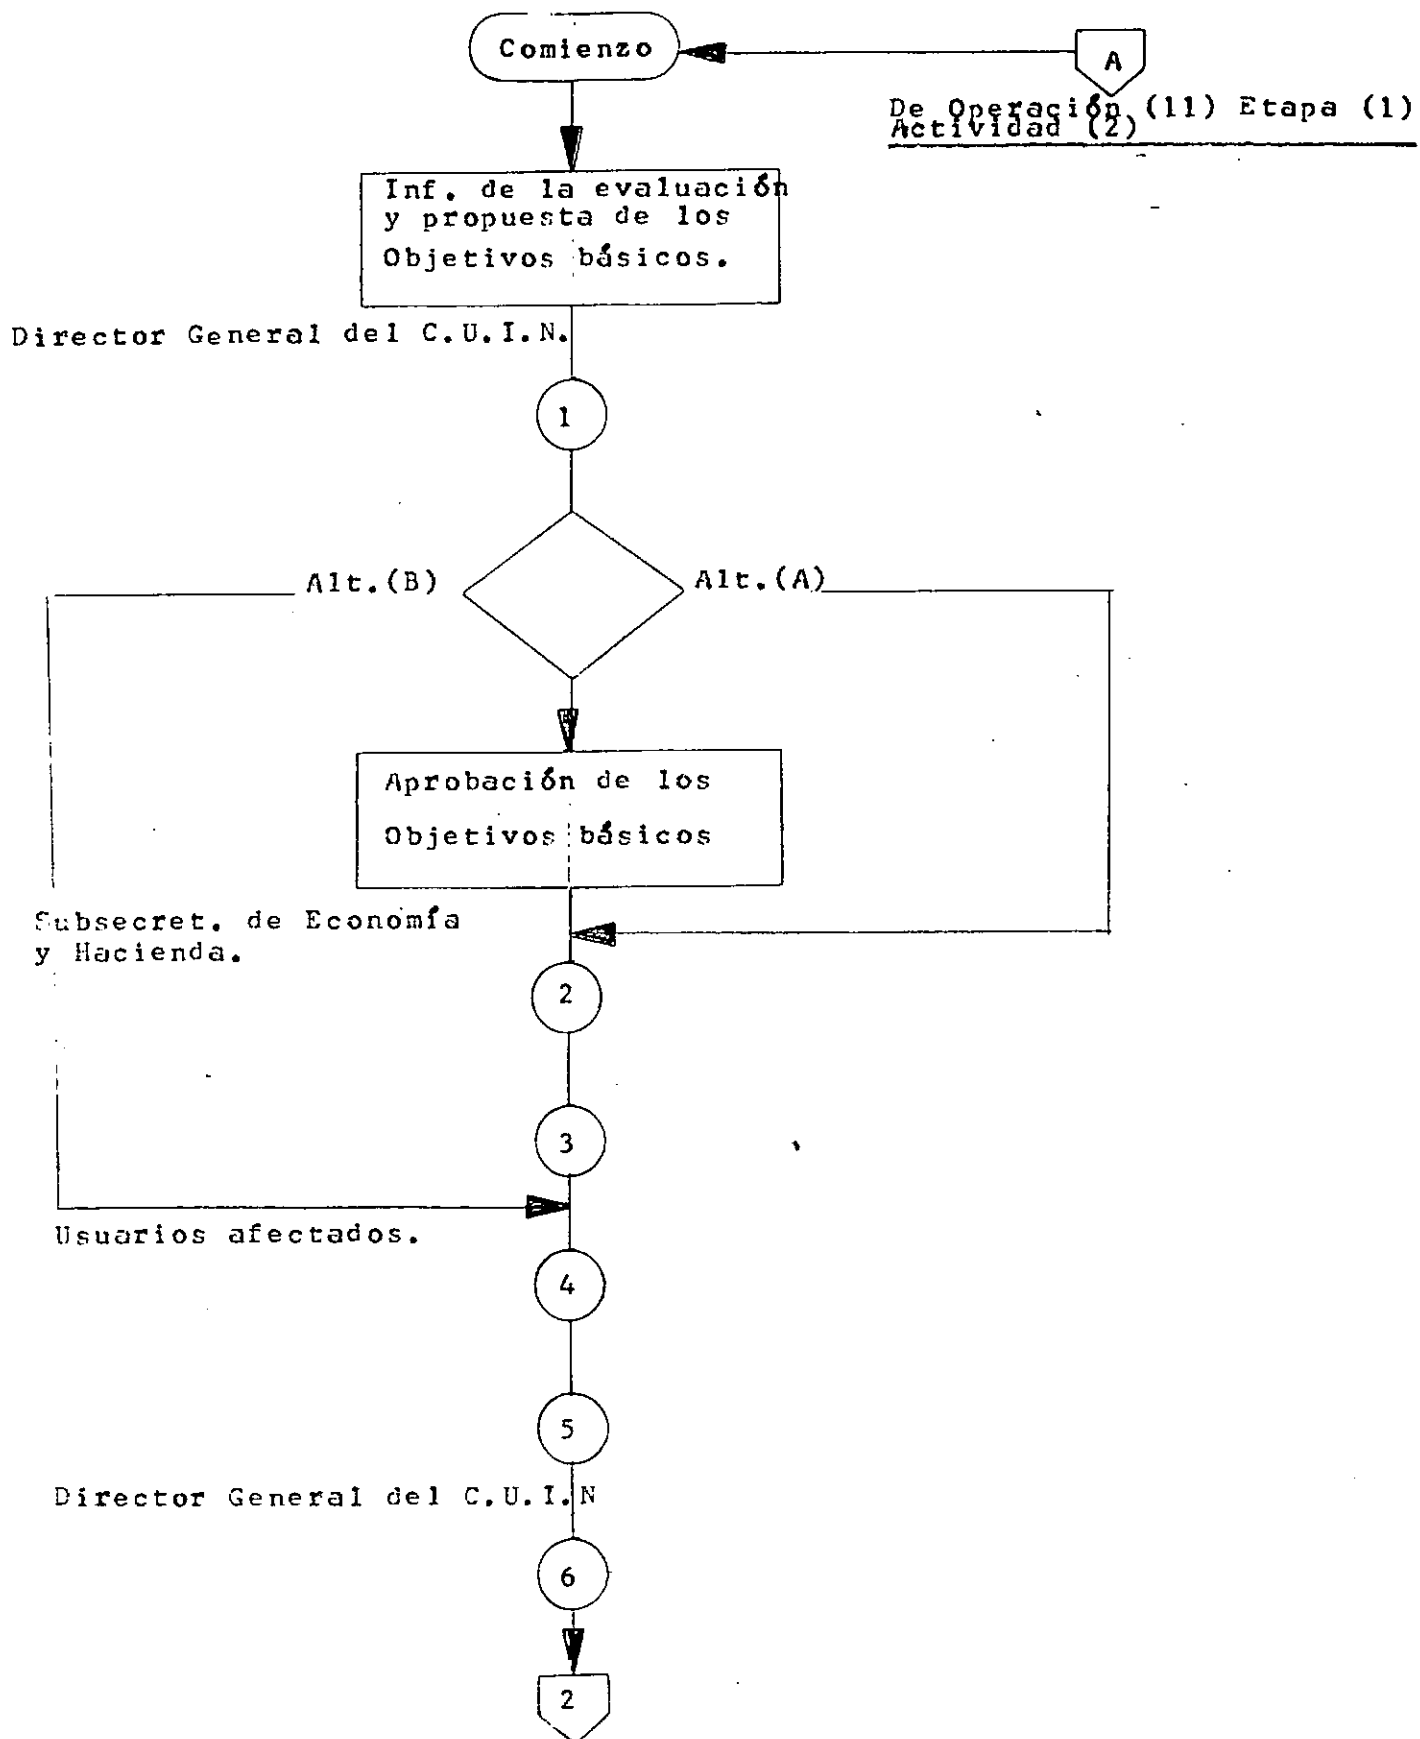 Comienzo
A
De Operación (11) Etapa (1)
Actividad (2)
Inf. de la evaluación
y propuesta de los
Objetivos básicos.
Director General del C.U.I.N.
1
Alt.(B)
Alt.(A)
Aprobación de los
Objetivos básicos
Subsecret. de Economía
y Hacienda.
2
3
Usuarios afectados.
4
5
Director General del C.U.I.N
6
2